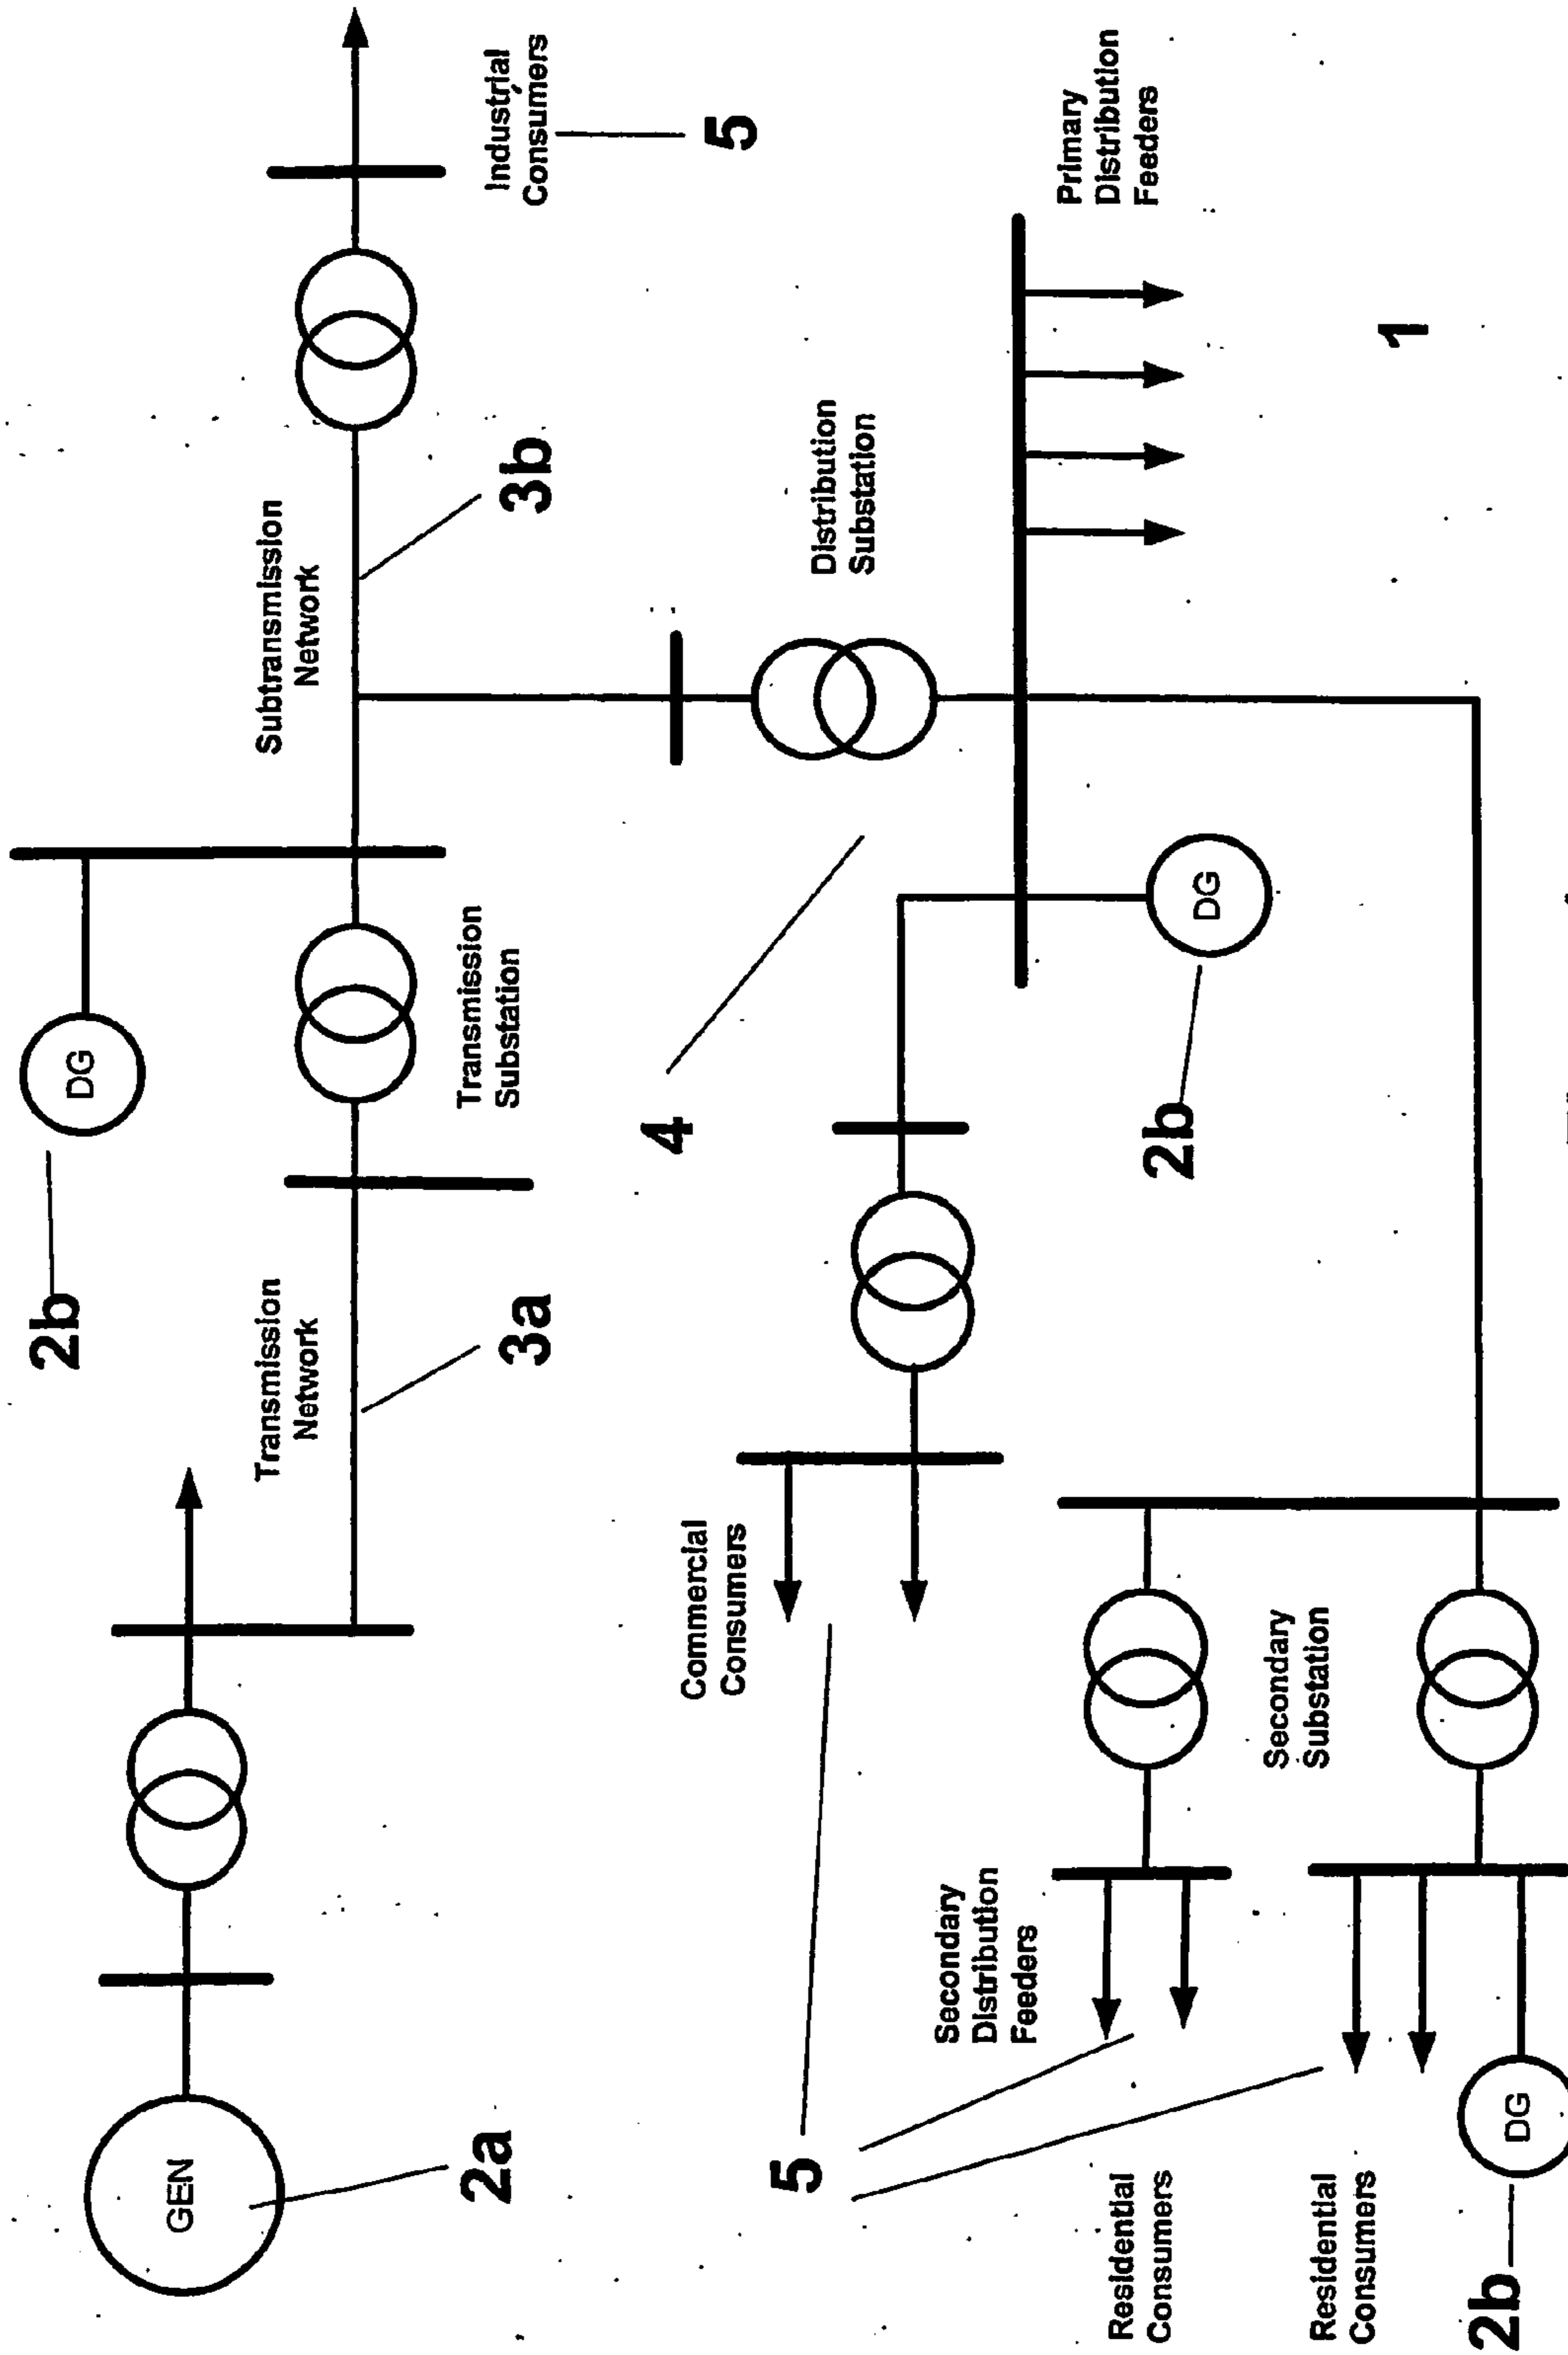 GEN
2a
2b
DG
Transmission
Network
3a
Transmission
Substation
Subtransmission
Network
3b
Industrial
Consumers
5
4
Distribution
Substation
Commercial
Consumers
5
2b
DG
Primary
Distribution
Feeders
1
Secondary
Distribution
Feeders
Residential
Consumers
Secondary
Substation
Residential
Consumers
2b
DG